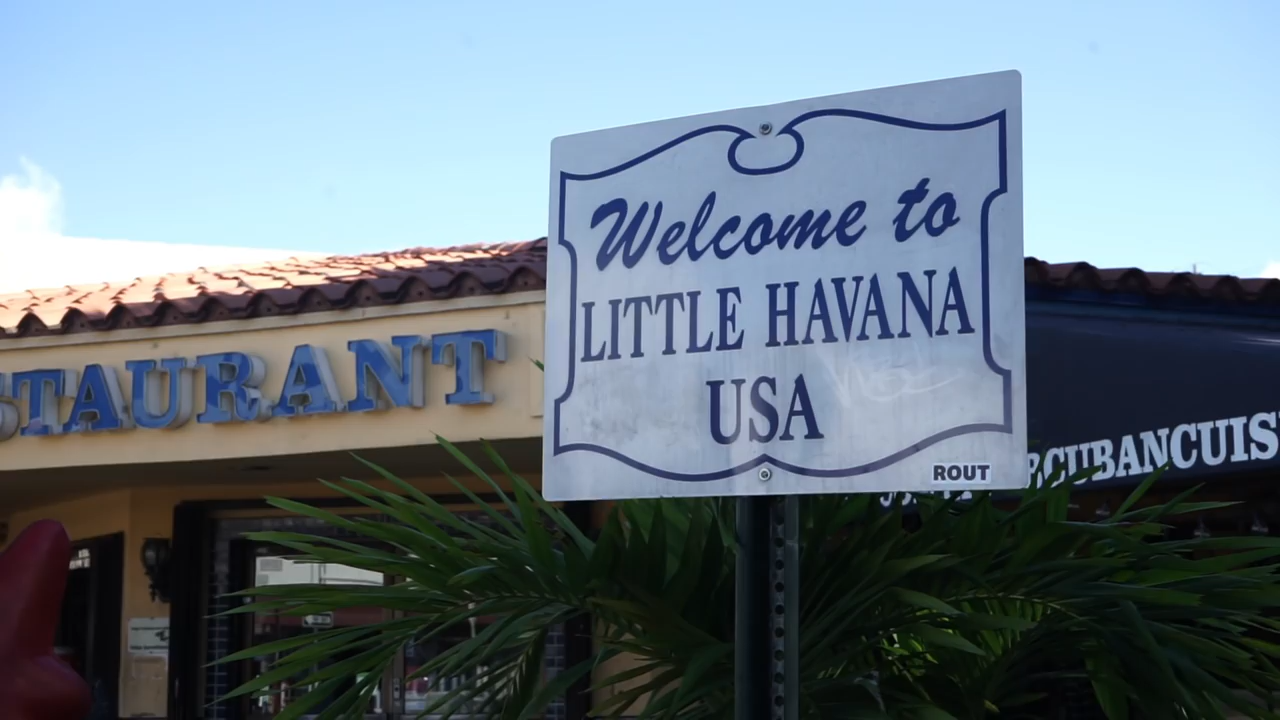 Welcome to
LITTLE HAVANA
USA
ROUT
STAURANT
CUBANCUIS